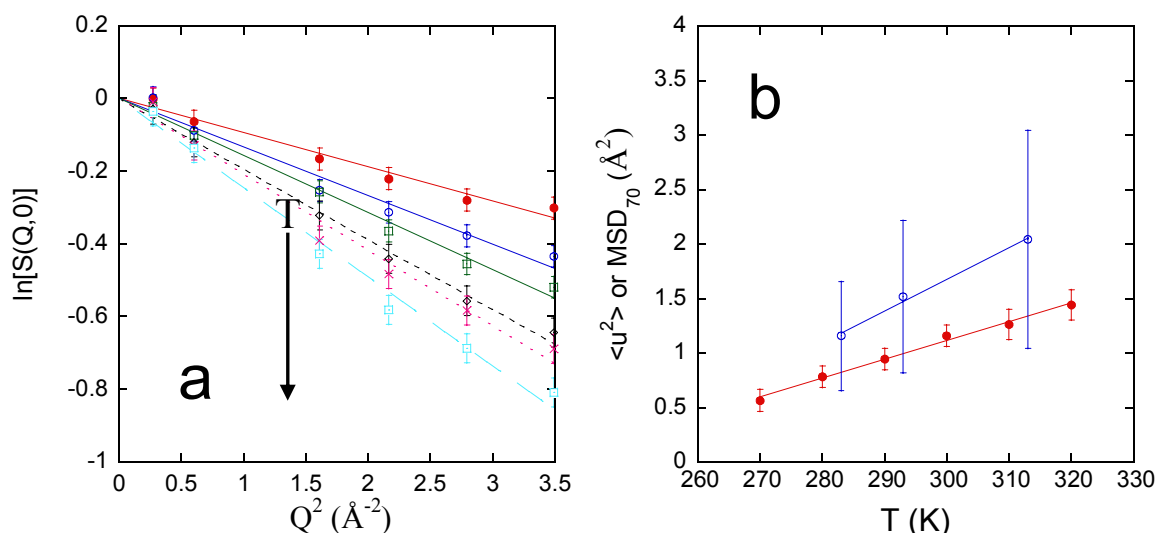 0.2
0
-0.2
-0.4
-0.6
-0.8
-1
ln[S(Q,0)]
T
a
0 0.5 1 1.5 2 2.5 3 3.5
Q² (Å⁻²)
4
3.5
3
2.5
2
1.5
1
0.5
0
<u²> or MSD₇₀ (Å²)
b
260 270 280 290 300 310 320 330
T (K)